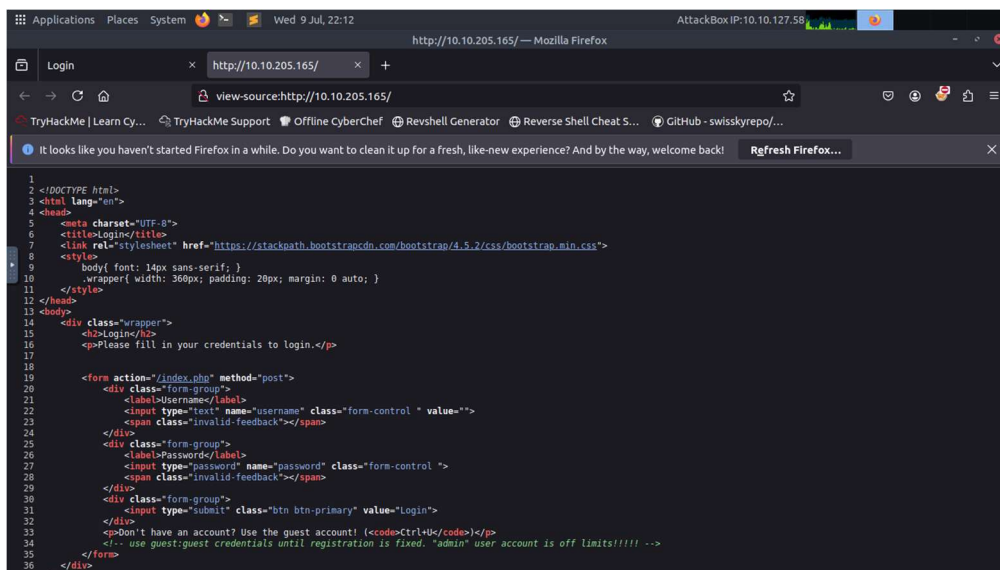 Applications Places System Wed 9 Jul, 22:12 AttackBox IP:10.10.127.58
http://10.10.205.165/ — Mozilla Firefox
Login × http://10.10.205.165/ × +
view-source:http://10.10.205.165/
TryHackMe | Learn Cy... TryHackMe Support Offline CyberChef Revshell Generator Reverse Shell Cheat S... GitHub - swisskyrepo/...
It looks like you haven't started Firefox in a while. Do you want to clean it up for a fresh, like-new experience? And by the way, welcome back! Refresh Firefox... ×
1
2 <!DOCTYPE html>
3 <html lang="en">
4 <head>
5 <meta charset="UTF-8">
6 <title>Login</title>
7 <link rel="stylesheet" href="https://stackpath.bootstrapcdn.com/bootstrap/4.5.2/css/bootstrap.min.css">
8 <style>
9 body{ font: 14px sans-serif; }
10 .wrapper{ width: 360px; padding: 20px; margin: 0 auto; }
11 </style>
12 </head>
13 <body>
14 <div class="wrapper">
15 <h2>Login</h2>
16 <p>Please fill in your credentials to login.</p>
17
18
19 <form action="/index.php" method="post">
20 <div class="form-group">
21 <label>Username</label>
22 <input type="text" name="username" class="form-control " value="">
23 <span class="invalid-feedback"></span>
24 </div>
25 <div class="form-group">
26 <label>Password</label>
27 <input type="password" name="password" class="form-control ">
28 <span class="invalid-feedback"></span>
29 </div>
30 <div class="form-group">
31 <input type="submit" class="btn btn-primary" value="Login">
32 </div>
33 <p>Don't have an account? Use the guest account! (<code>Ctrl+U</code>)</p>
34 <!-- use guest:guest credentials until registration is fixed. "admin" user account is off limits!!!!! -->
35 </form>
36 </div>